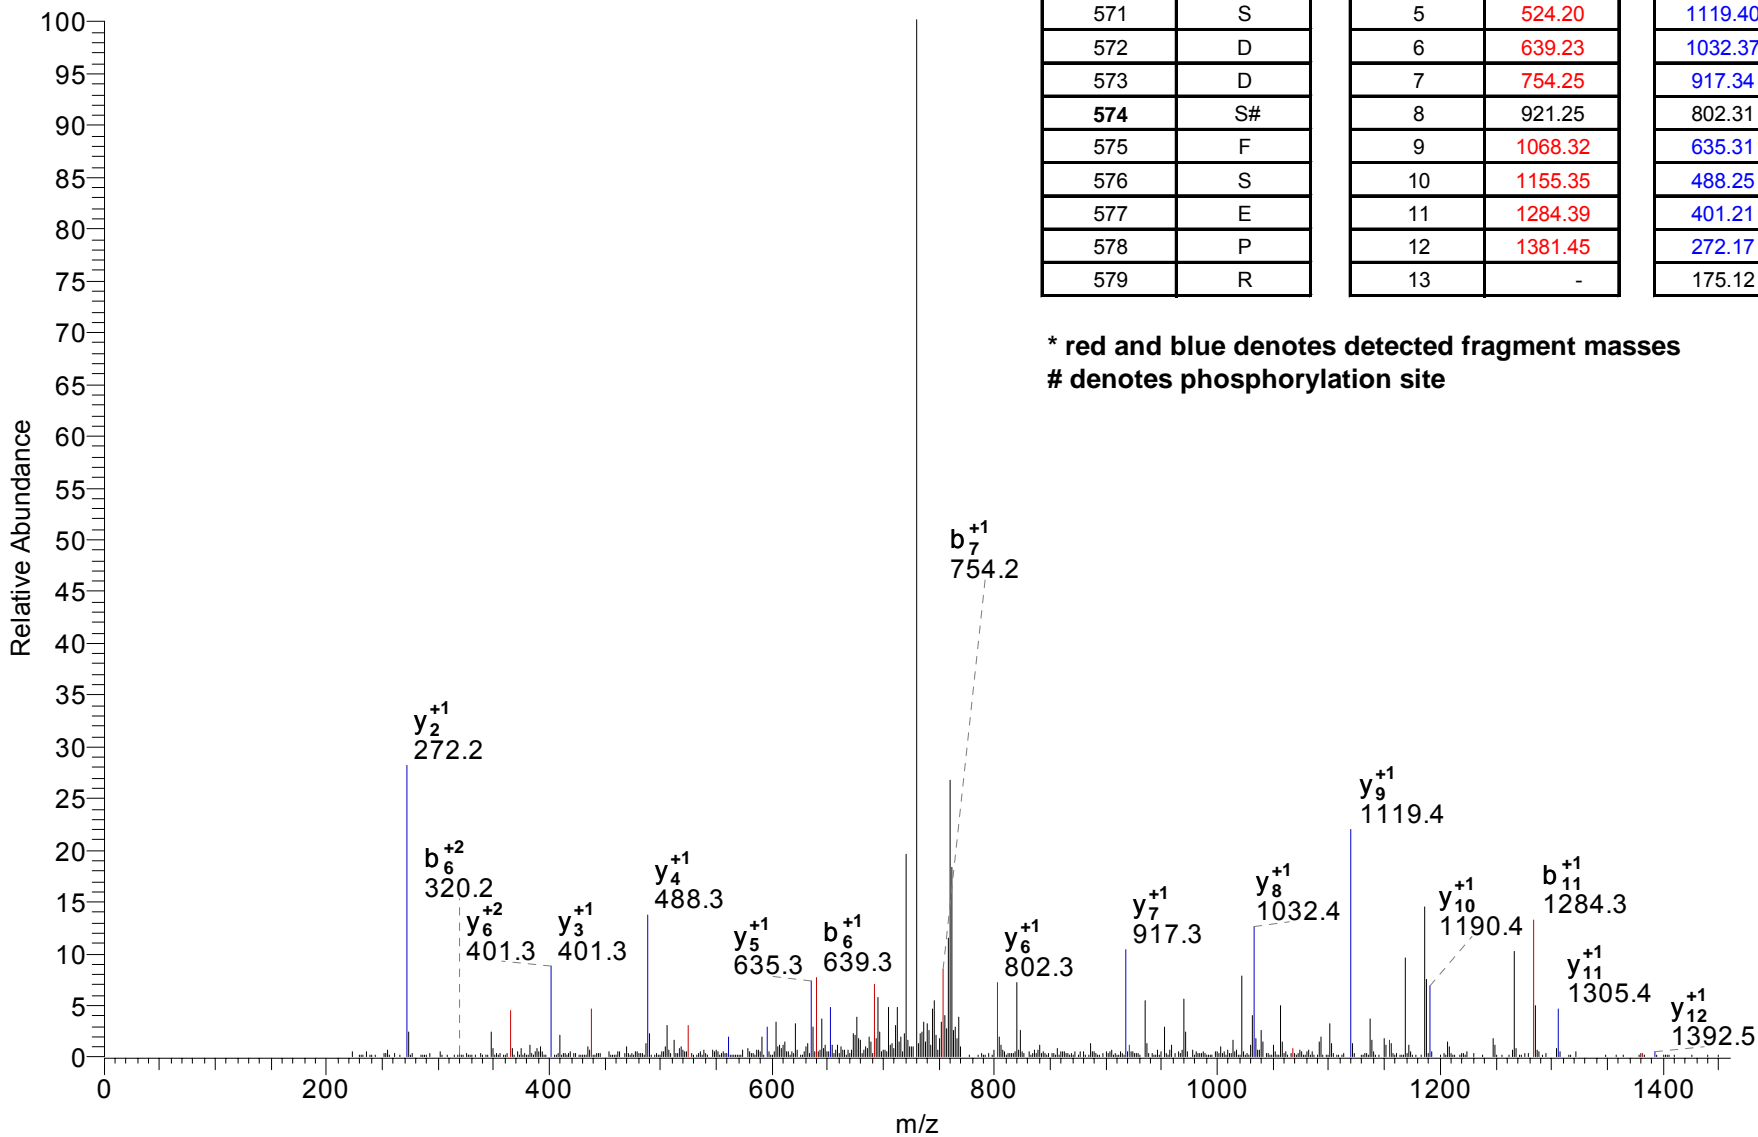 571 S 5 524.20 1119.40
572 D 6 639.23 1032.37
573 D 7 754.25 917.34
574 S# 8 921.25 802.31
575 F 9 1068.32 635.31
576 S 10 1155.35 488.25
577 E 11 1284.39 401.21
578 P 12 1381.45 272.17
579 R 13 - 175.12
* red and blue denotes detected fragment masses
# denotes phosphorylation site
100
95
90
85
80
75
70
65
60
55
50
45
40
35
30
25
20
15
10
5
0
Relative Abundance
b7+1
754.2
y2+1
272.2
b6+2
320.2
y6+2
401.3
y3+1
401.3
y4+1
488.3
y5+1
635.3
b6+1
639.3
y6+1
802.3
y7+1
917.3
y8+1
1032.4
y9+1
1119.4
y10+1
1190.4
b11+1
1284.3
y11+1
1305.4
y12+1
1392.5
0 200 400 600 800 1000 1200 1400
m/z